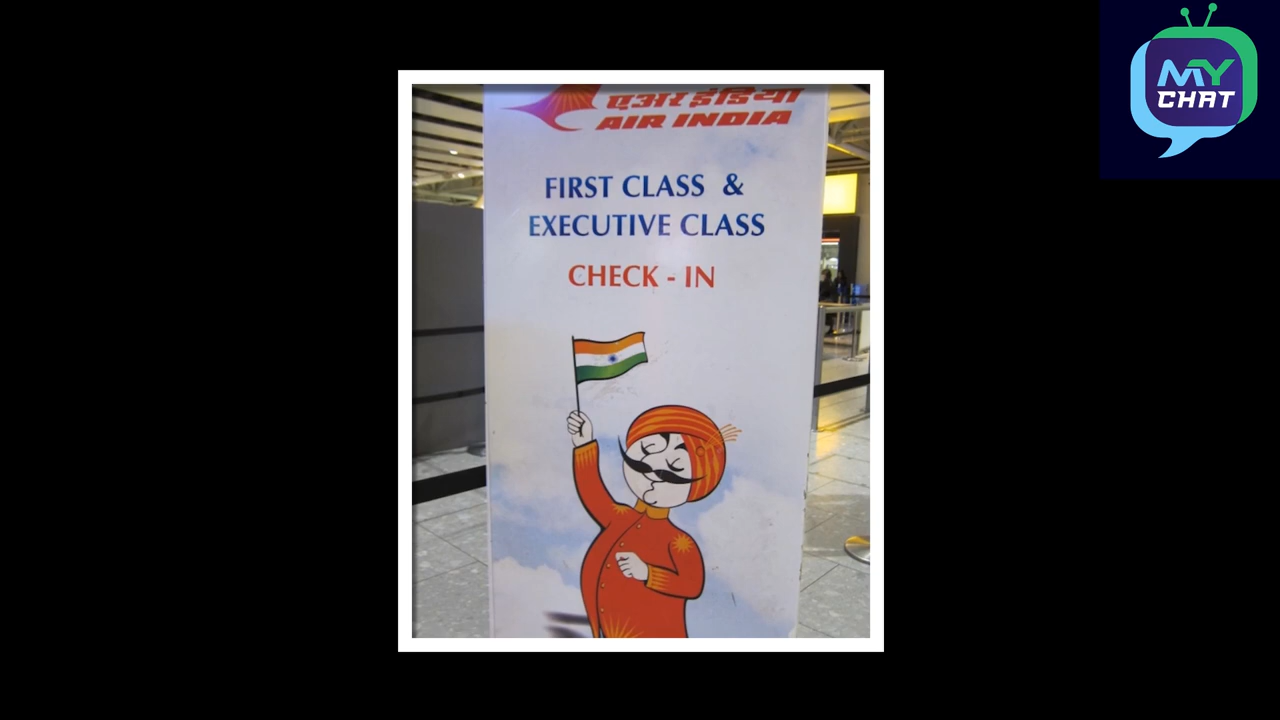 एअर इंडिया
AIR INDIA
FIRST CLASS &
EXECUTIVE CLASS
CHECK - IN
MY
CHAT